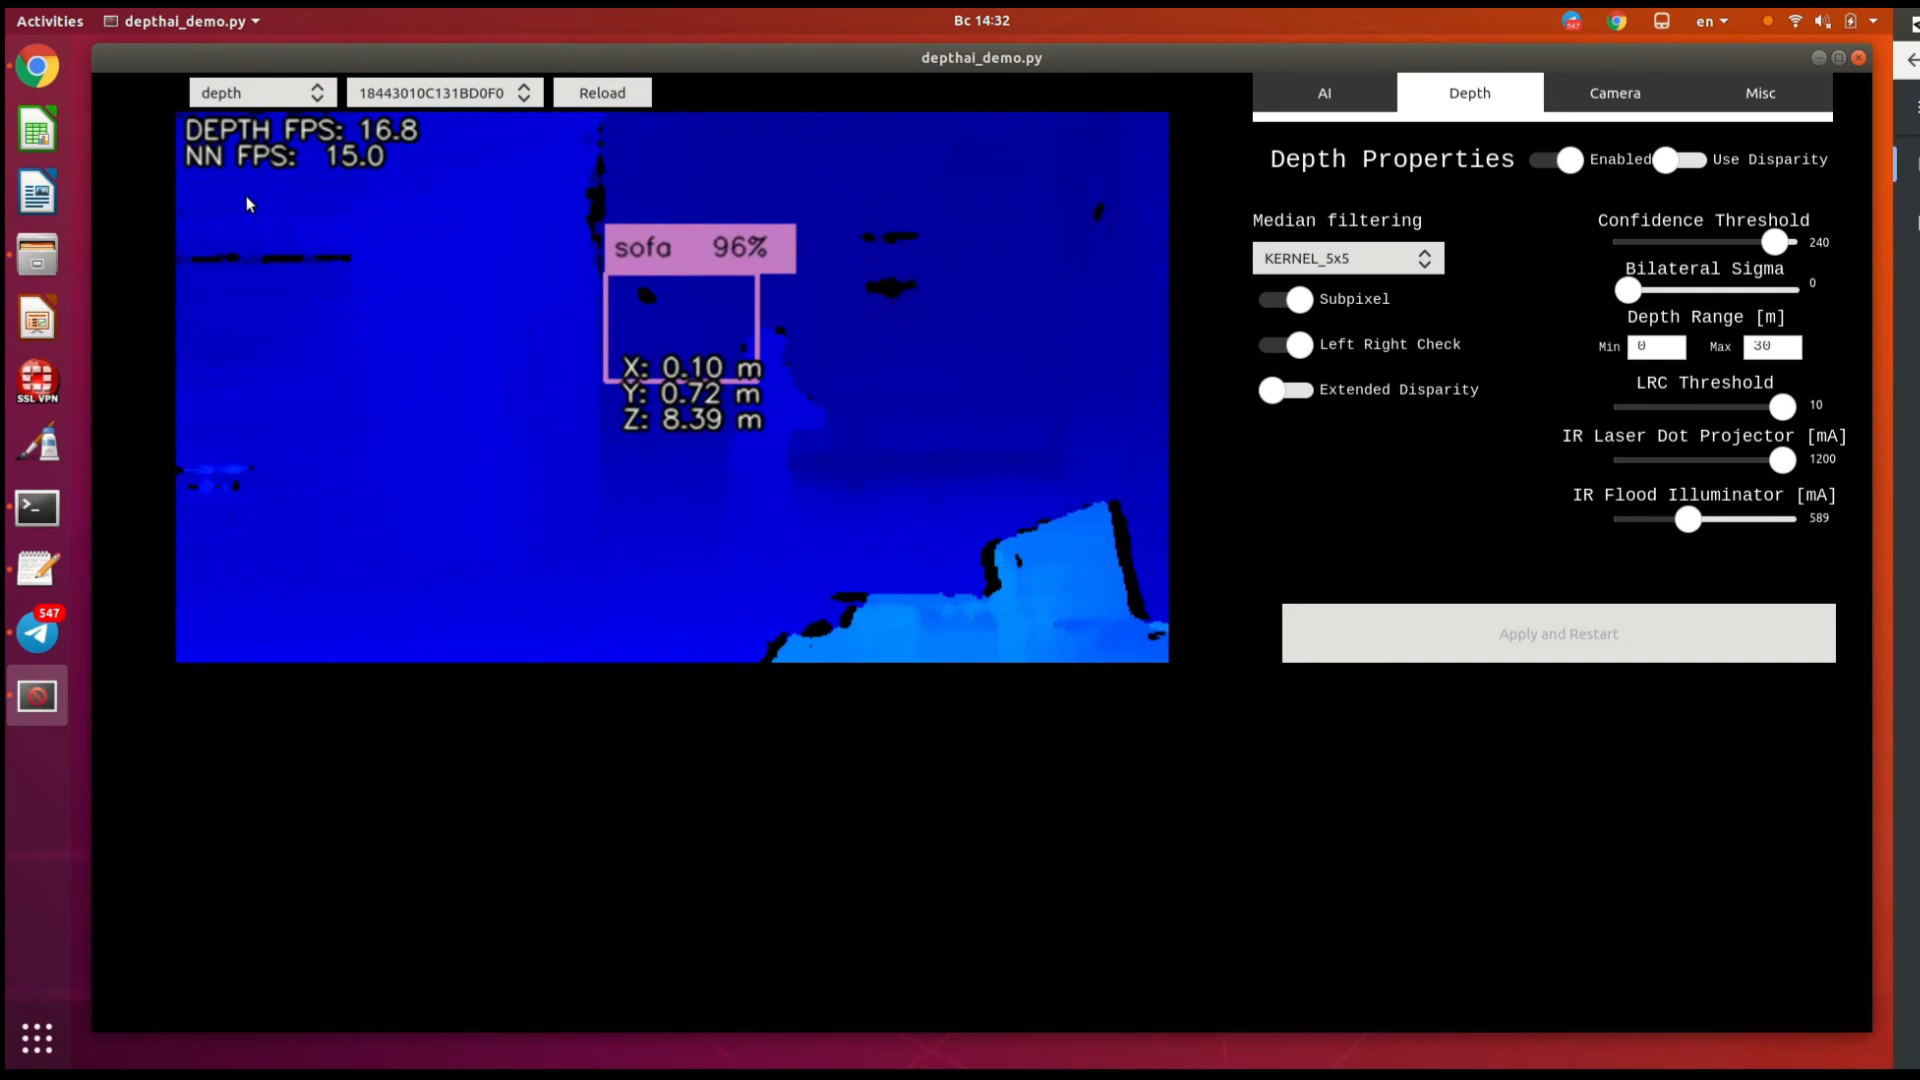 Activities
depthai_demo.py
Вс 14:32
547
en
depthai_demo.py
depth
18443010C131BD0F0
Reload
AI
Depth
Camera
Misc
DEPTH FPS: 16.8
NN FPS: 15.0
sofa 96%
X: 0.10 m
Y: 0.72 m
Z: 8.39 m
Depth Properties
Enabled
Use Disparity
Median filtering
KERNEL_5x5
Subpixel
Left Right Check
Extended Disparity
Confidence Threshold
240
Bilateral Sigma
0
Depth Range [m]
Min 0 Max 30
LRC Threshold
10
IR Laser Dot Projector [mA]
1200
IR Flood Illuminator [mA]
589
Apply and Restart
SSL VPN
547